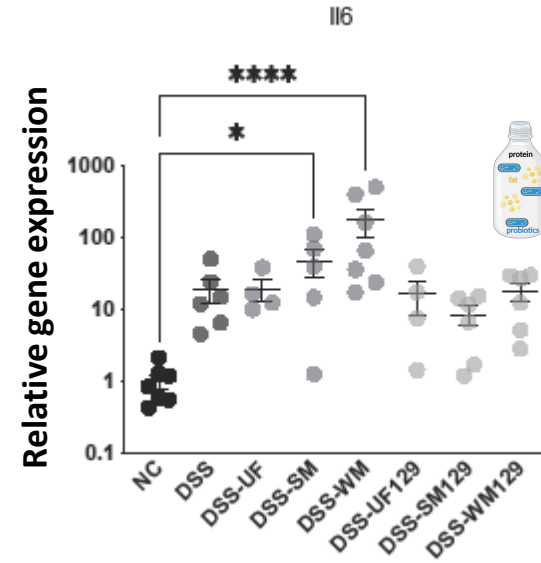 Il6
****
*
Relative gene expression
1000
100
10
1
0.1
NC
DSS
DSS-UF
DSS-SM
DSS-WM
DSS-UF129
DSS-SM129
DSS-WM129
protein
fat
probiotics